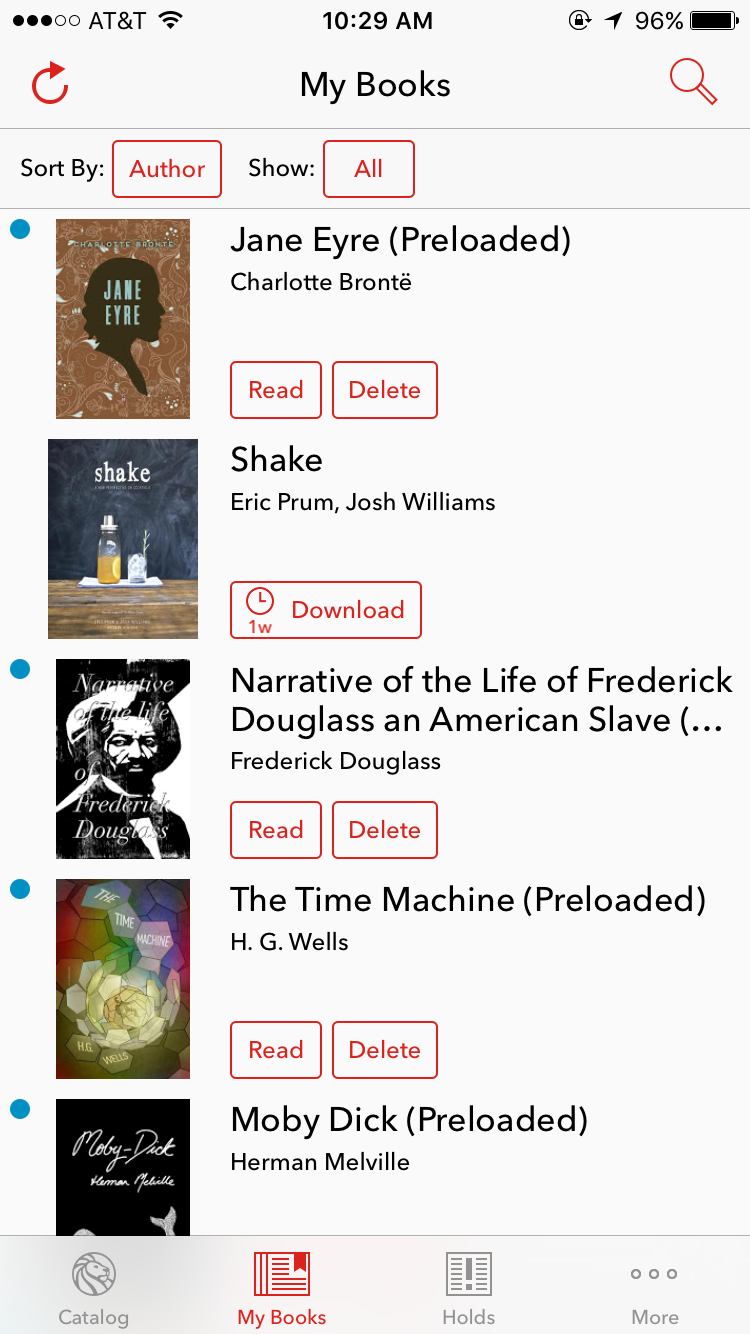 AT&T 10:29 AM 96%
My Books
Sort By: Author Show: All
CHARLOTTE BRONTË
JANE
EYRE
Jane Eyre (Preloaded)
Charlotte Brontë
Read Delete
shake
Shake
Eric Prum, Josh Williams
1w Download
Narrative
of the life
of
Frederick
Douglass
Narrative of the Life of Frederick
Douglass an American Slave (...
Frederick Douglass
Read Delete
THE
TIME
MACHINE
H.G.
WELLS
The Time Machine (Preloaded)
H. G. Wells
Read Delete
Moby-Dick
Herman Melville
Moby Dick (Preloaded)
Herman Melville
Catalog My Books Holds More